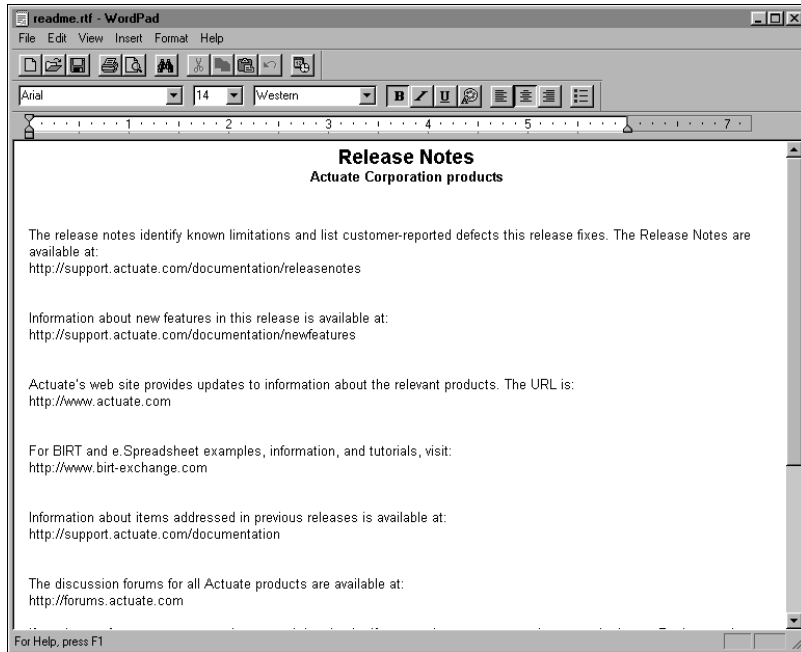 readme.rtf - WordPad
File Edit View Insert Format Help
Arial 14 Western B I U
1 2 3 4 5 7
Release Notes
Actuate Corporation products
The release notes identify known limitations and list customer-reported defects this release fixes. The Release Notes are
available at:
http://support.actuate.com/documentation/releasenotes
Information about new features in this release is available at:
http://support.actuate.com/documentation/newfeatures
Actuate's web site provides updates to information about the relevant products. The URL is:
http://www.actuate.com
For BIRT and e.Spreadsheet examples, information, and tutorials, visit:
http://www.birt-exchange.com
Information about items addressed in previous releases is available at:
http://support.actuate.com/documentation
The discussion forums for all Actuate products are available at:
http://forums.actuate.com
For Help, press F1